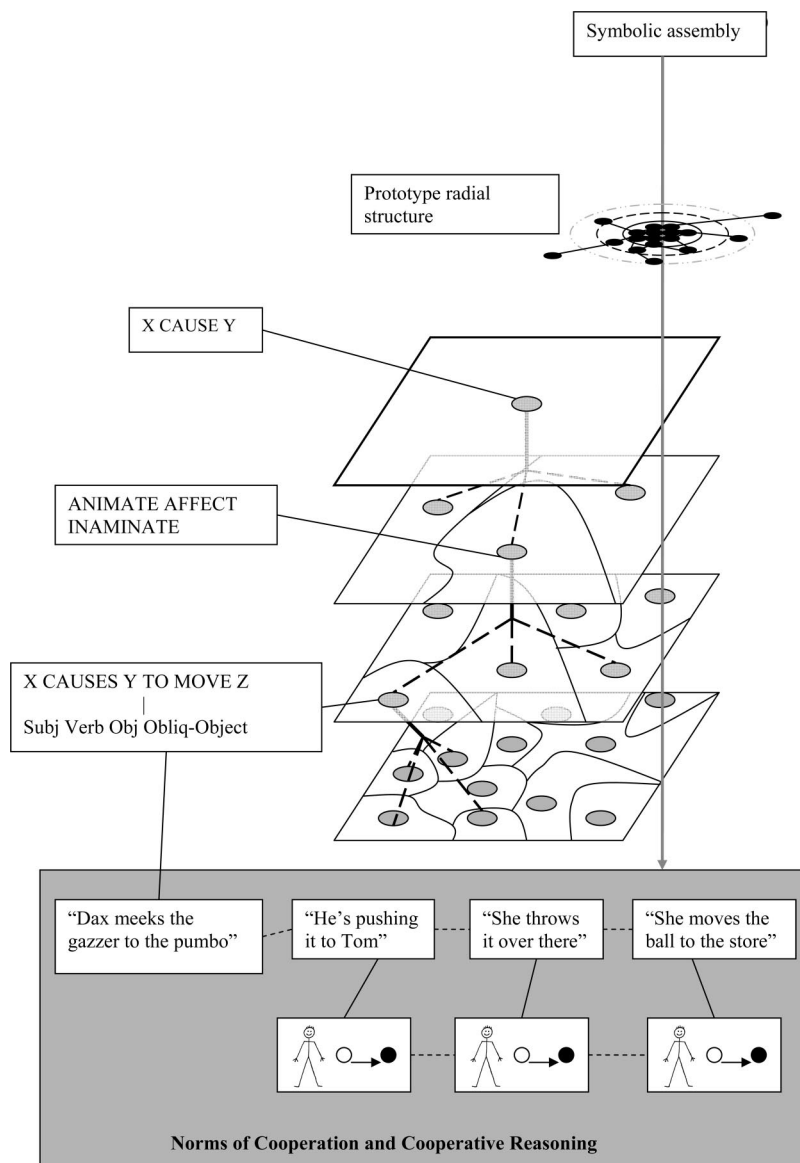 Symbolic assembly
Prototype radial
structure
X CAUSE Y
ANIMATE AFFECT
INAMINATE
X CAUSES Y TO MOVE Z
|
Subj Verb Obj Obliq-Object
“Dax meeks the
gazzer to the pumbo”
“He’s pushing
it to Tom”
“She throws
it over there”
“She moves the
ball to the store”
Norms of Cooperation and Cooperative Reasoning